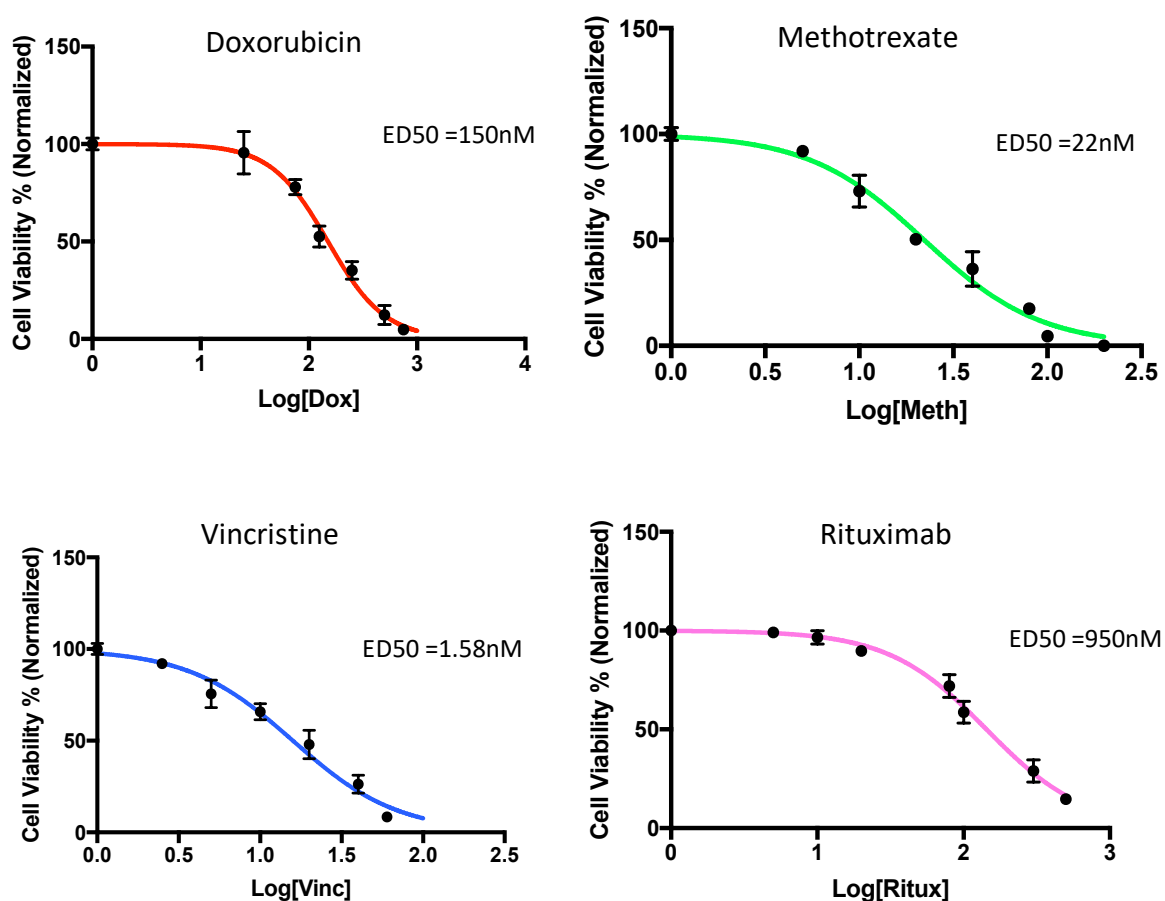 Doxorubicin
Cell Viability % (Normalized)
150
100
50
0
ED50 =150nM
0
1
2
3
4
Log[Dox]
Methotrexate
Cell Viability % (Normalized)
150
100
50
0
ED50 =22nM
0.0
0.5
1.0
1.5
2.0
2.5
Log[Meth]
Vincristine
Cell Viability % (Normalized)
150
100
50
0
ED50 =1.58nM
0.0
0.5
1.0
1.5
2.0
2.5
Log[Vinc]
Rituximab
Cell Viability % (Normalized)
150
100
50
0
ED50 =950nM
0
1
2
3
Log[Ritux]